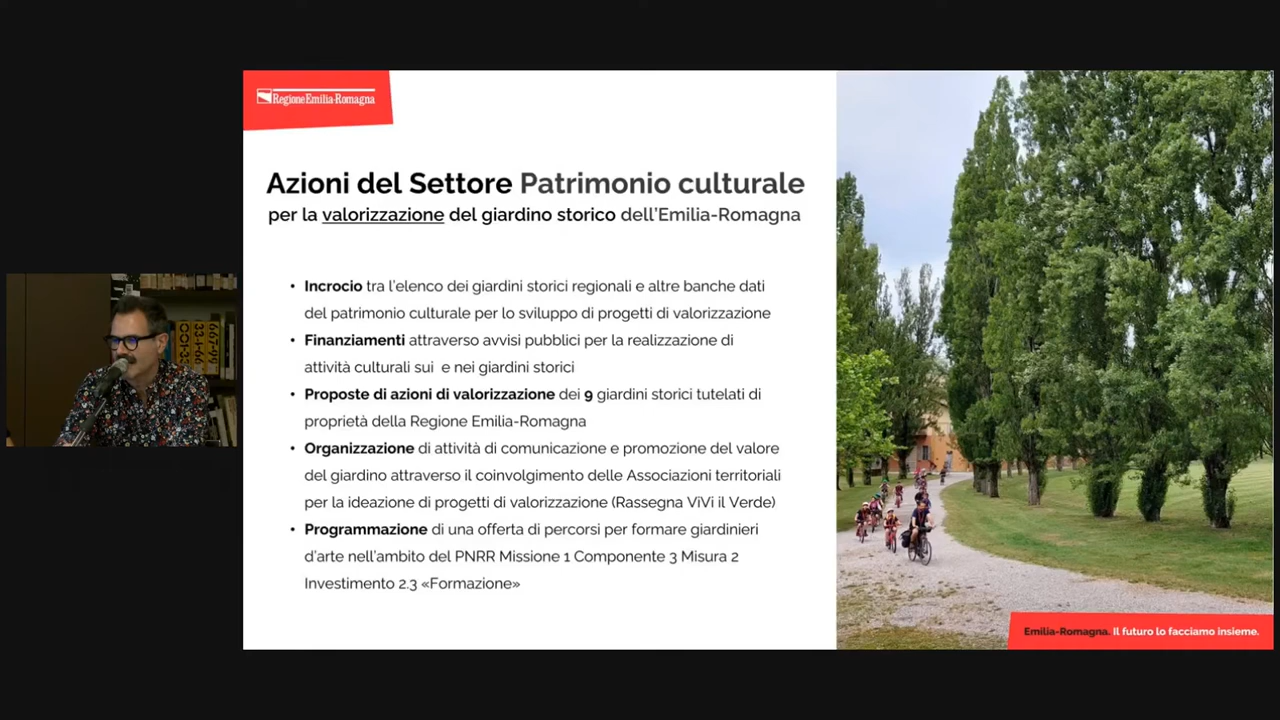 RegioneEmilia-Romagna
Azioni del Settore Patrimonio culturale
per la valorizzazione del giardino storico dell'Emilia-Romagna
• Incrocio tra l'elenco dei giardini storici regionali e altre banche dati
del patrimonio culturale per lo sviluppo di progetti di valorizzazione
• Finanziamenti attraverso avvisi pubblici per la realizzazione di
attività culturali sui e nei giardini storici
• Proposte di azioni di valorizzazione dei 9 giardini storici tutelati di
proprietà della Regione Emilia-Romagna
• Organizzazione di attività di comunicazione e promozione del valore
del giardino attraverso il coinvolgimento delle Associazioni territoriali
per la ideazione di progetti di valorizzazione (Rassegna ViVi il Verde)
• Programmazione di una offerta di percorsi per formare giardinieri
d'arte nell'ambito del PNRR Missione 1 Componente 3 Misura 2
Investimento 2.3 «Formazione»
Emilia-Romagna. Il futuro lo facciamo insieme.